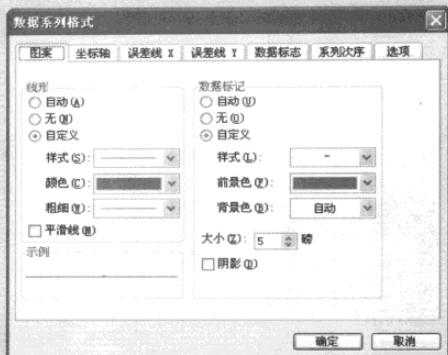 数据系列格式
图案 坐标轴 误差线 X 误差线 Y 数据标志 系列次序 选项
线形
自动(A)
无(N)
自定义
样式(S):
颜色(C):
粗细(W):
平滑线(M)
示例
数据标记
自动(U)
无(O)
自定义
样式(L): -
前景色(F):
背景色(B): 自动
大小(Z): 5 磅
阴影(D)
确定 取消